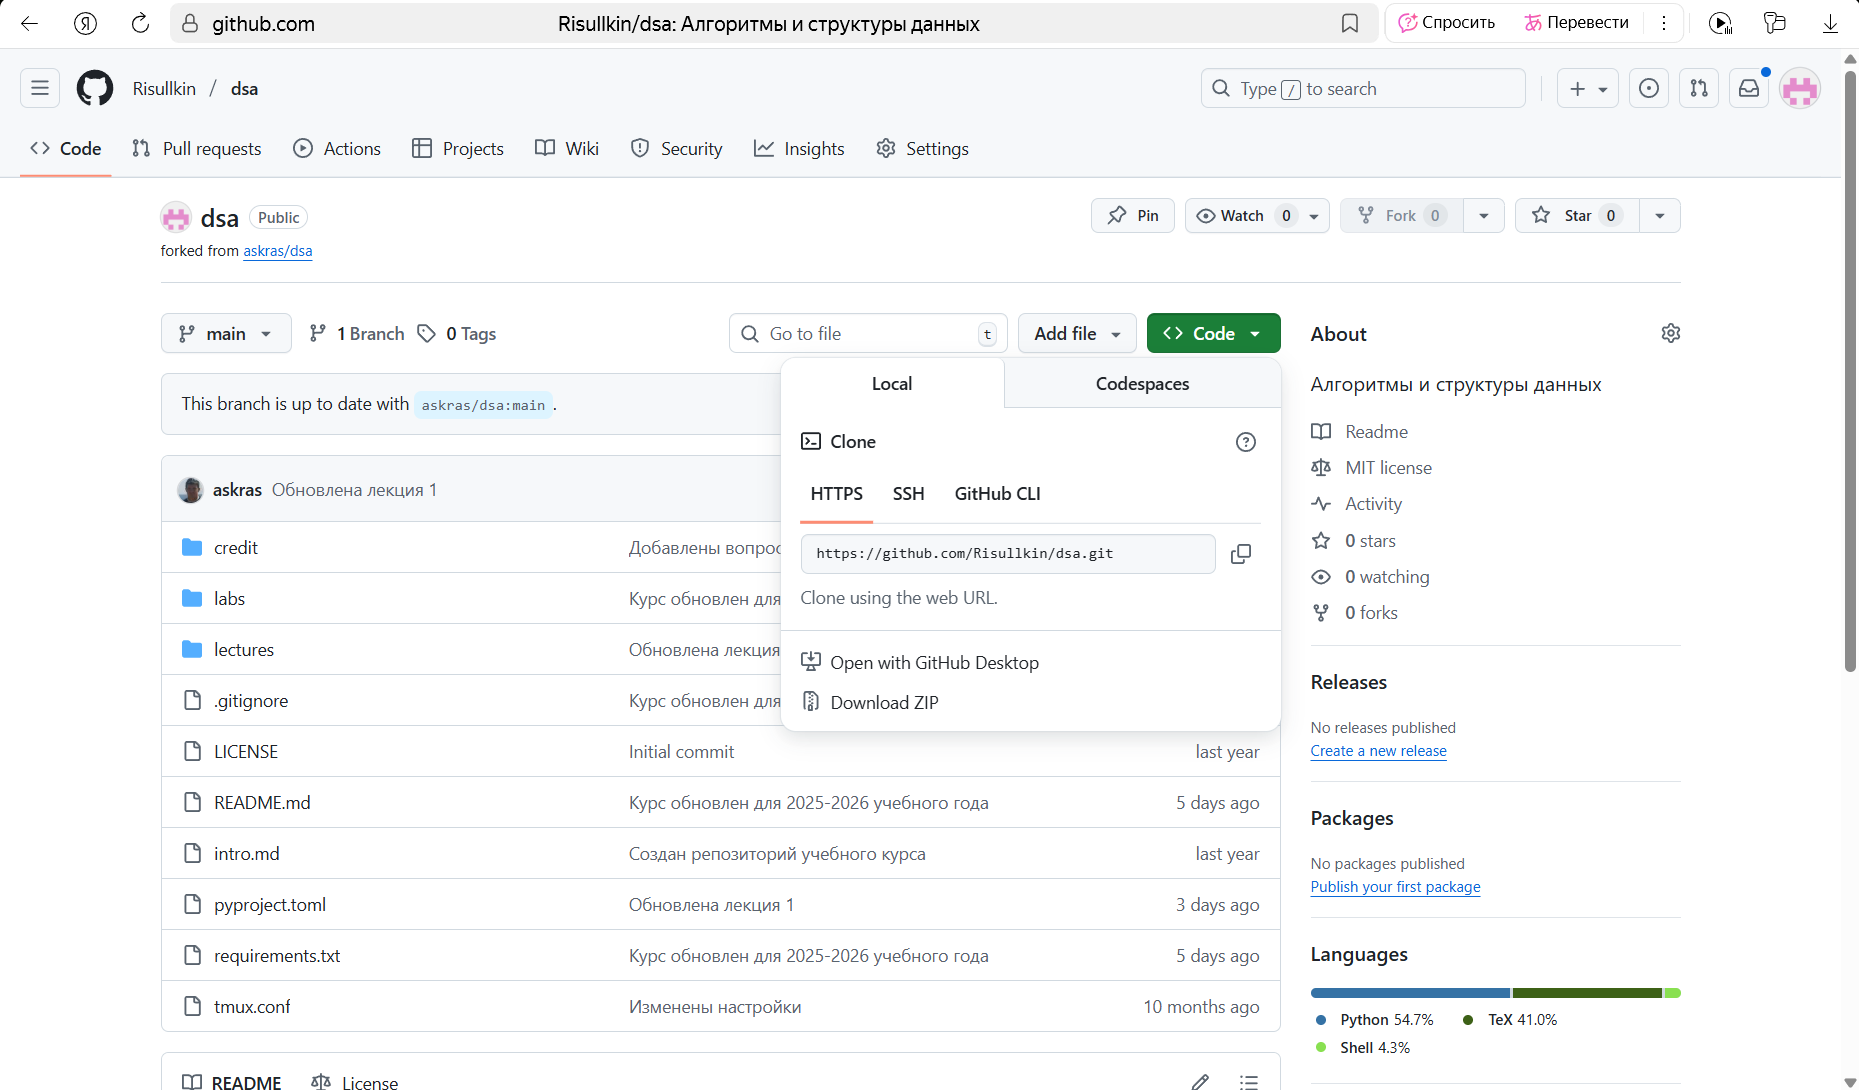 Я github.com Risullkin/dsa: Алгоритмы и структуры данных Спросить Перевести
Risullkin / dsa Type / to search
Code Pull requests Actions Projects Wiki Security Insights Settings
dsa Public Pin Watch 0 Fork 0 Star 0
forked from askras/dsa
main 1 Branch 0 Tags Go to file t Add file Code
About
Local Codespaces
Алгоритмы и структуры данных
This branch is up to date with askras/dsa:main.
Clone
Readme
MIT license
askras Обновлена лекция 1
HTTPS SSH GitHub CLI
Activity
0 stars
credit Добавлены вопрос
https://github.com/Risullkin/dsa.git
0 watching
labs Курс обновлен для
Clone using the web URL.
0 forks
lectures Обновлена лекция
Open with GitHub Desktop
Releases
.gitignore Курс обновлен для
Download ZIP
No releases published
Create a new release
LICENSE Initial commit last year
README.md Курс обновлен для 2025-2026 учебного года 5 days ago
Packages
intro.md Создан репозиторий учебного курса last year
No packages published
Publish your first package
pyproject.toml Обновлена лекция 1 3 days ago
requirements.txt Курс обновлен для 2025-2026 учебного года 5 days ago
Languages
tmux.conf Изменены настройки 10 months ago
Python 54.7% TeX 41.0%
Shell 4.3%
README License